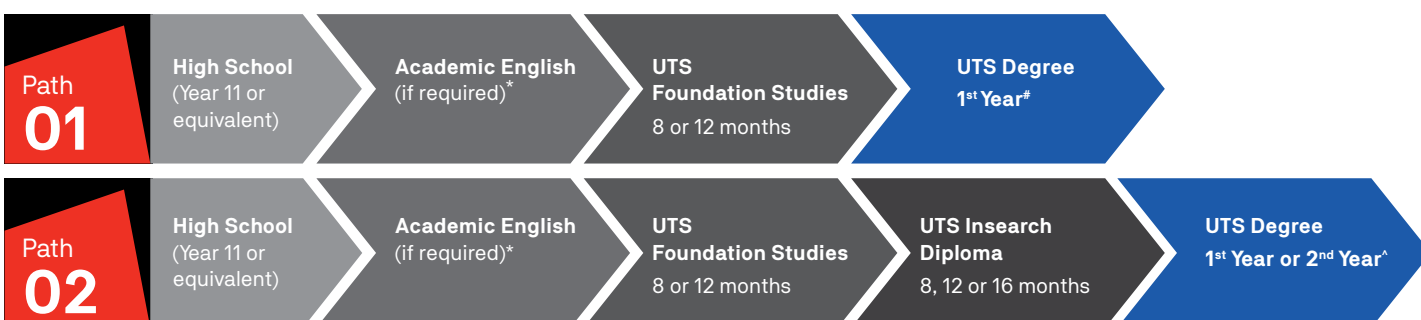 Path
01
High School
(Year 11 or
equivalent)
Academic English
(if required)*
UTS
Foundation Studies
8 or 12 months
UTS Degree
1st Year#
Path
02
High School
(Year 11 or
equivalent)
Academic English
(if required)*
UTS
Foundation Studies
8 or 12 months
UTS Insearch
Diploma
8, 12 or 16 months
UTS Degree
1st Year or 2nd Year^